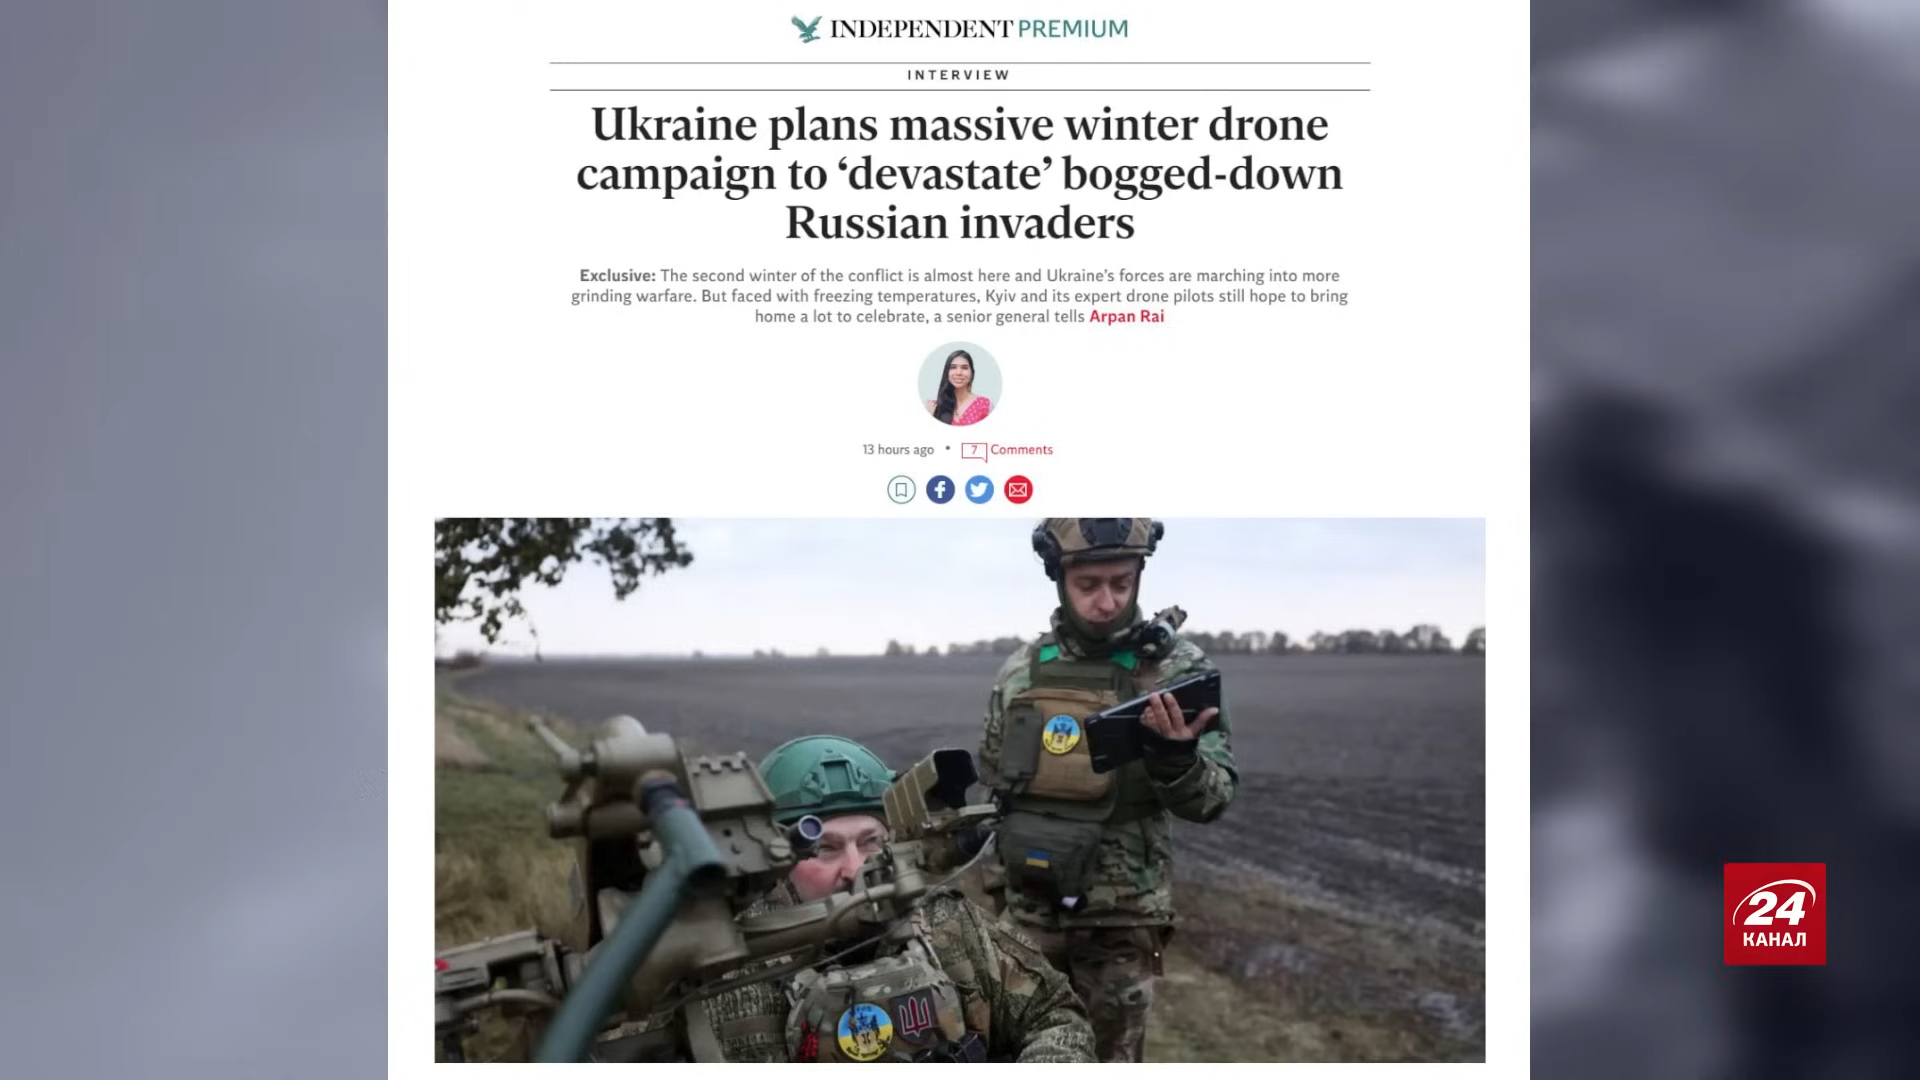 INDEPENDENT PREMIUM
INTERVIEW
Ukraine plans massive winter drone
campaign to ‘devastate’ bogged-down
Russian invaders
Exclusive: The second winter of the conflict is almost here and Ukraine’s forces are marching into more
grinding warfare. But faced with freezing temperatures, Kyiv and its expert drone pilots still hope to bring
home a lot to celebrate, a senior general tells Arpan Rai
13 hours ago • 7 Comments
24
КАНАЛ